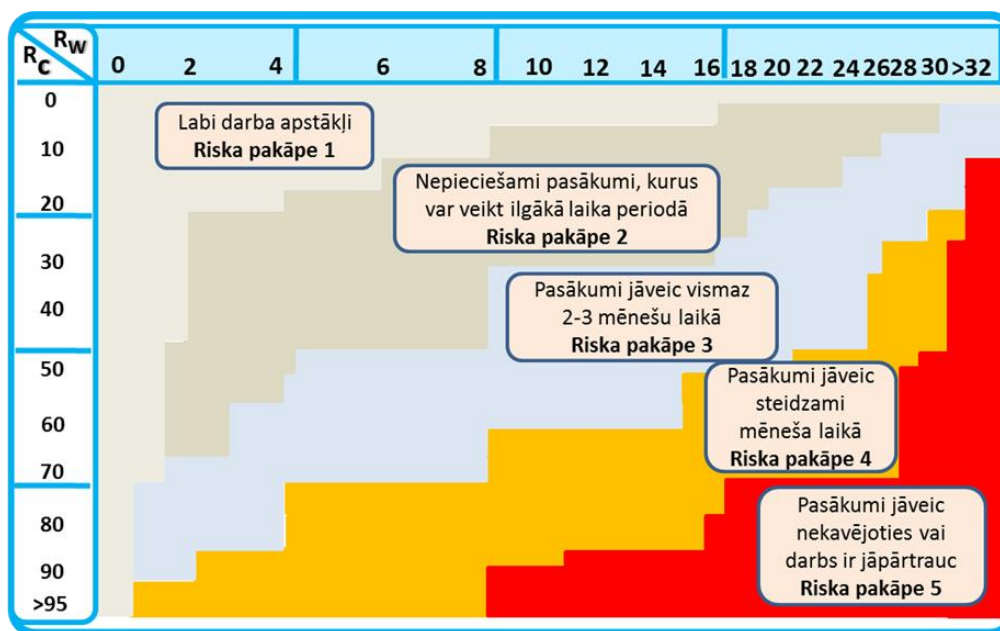 Rw
Rc
0 2 4 6 8 10 12 14 16 18 20 22 24 26 28 30 >32
0
10
20
30
40
50
60
70
80
90
>95
Labi darba apstākļi
Riska pakāpe 1
Nepieciešami pasākumi, kurus
var veikt ilgākā laika periodā
Riska pakāpe 2
Pasākumi jāveic vismaz
2-3 mēnešu laikā
Riska pakāpe 3
Pasākumi jāveic
steidzami
mēneša laikā
Riska pakāpe 4
Pasākumi jāveic
nekavējoties vai
darbs ir jāpārtrauc
Riska pakāpe 5